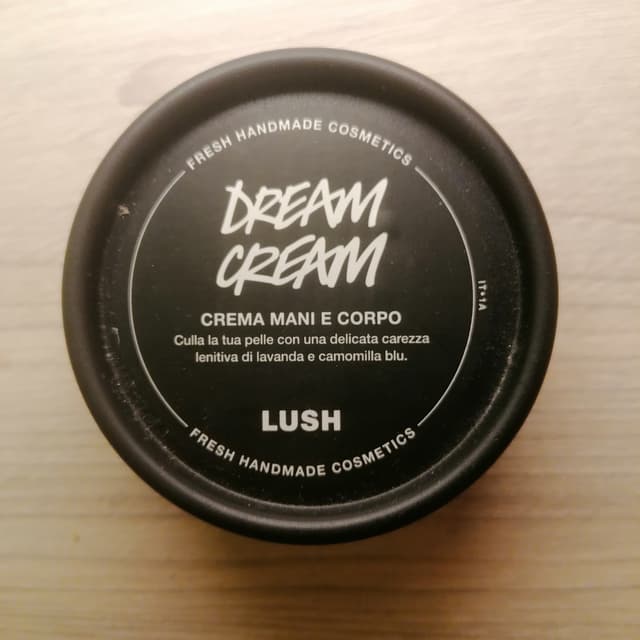 FRESH HANDMADE COSMETICS
DREAM
CREAM
CREMA MANI E CORPO
Culla la tua pelle con una delicata carezza
lenitiva di lavanda e camomilla blu.
IT-1A
LUSH
FRESH HANDMADE COSMETICS